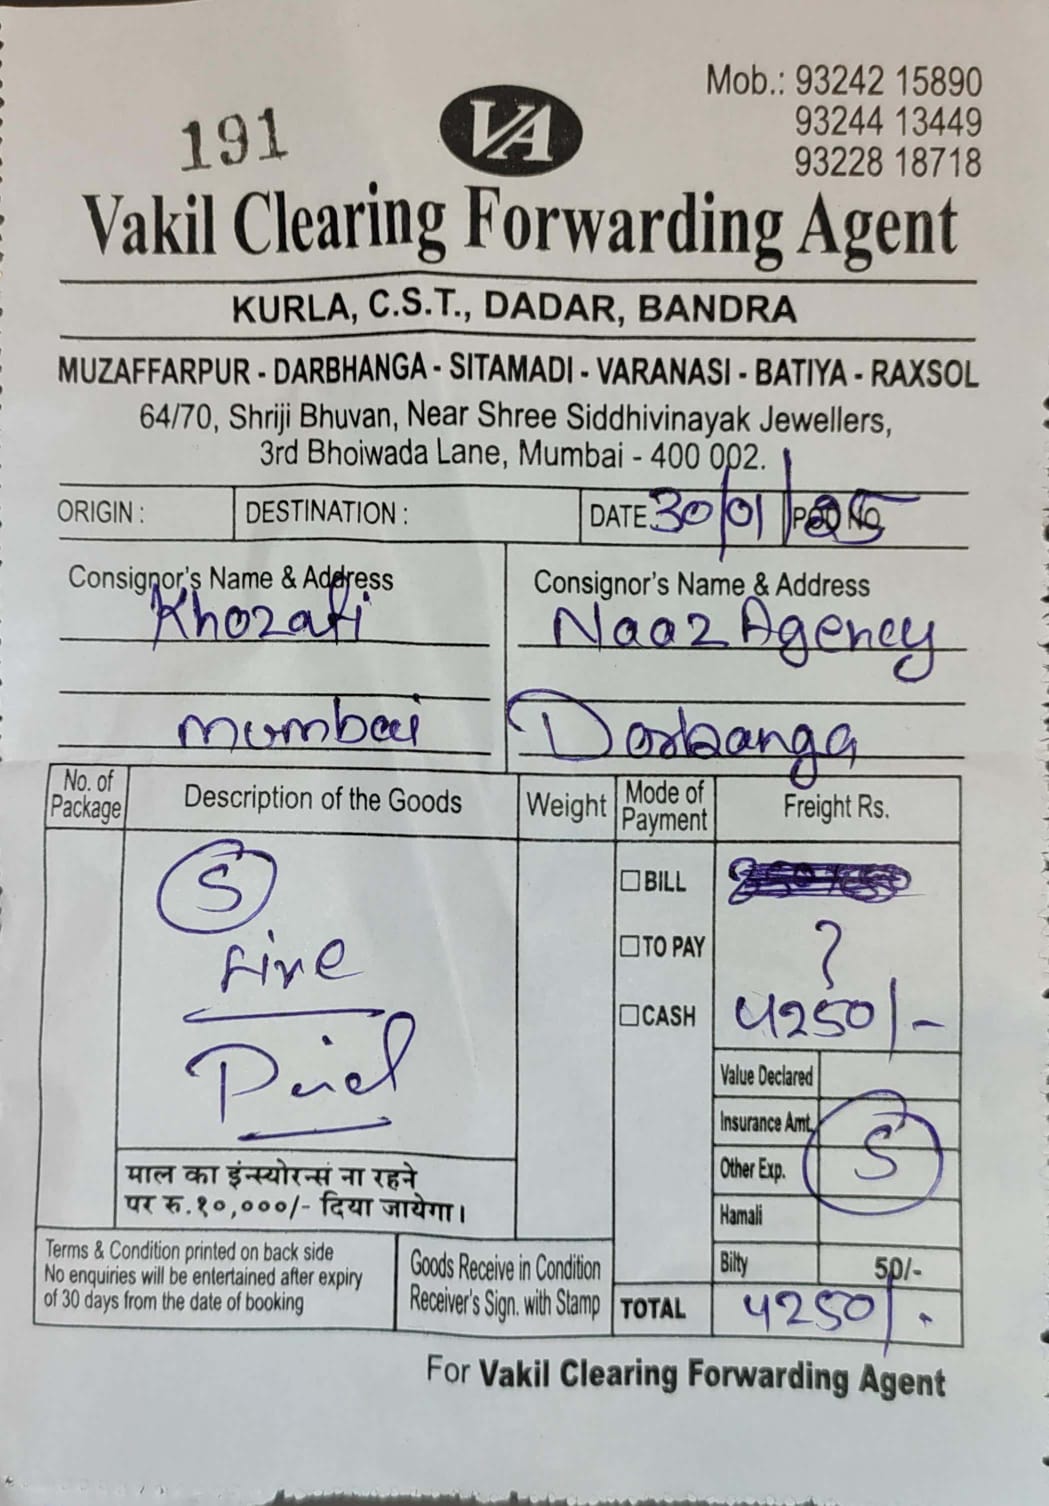 Mob.: 93242 15890
93244 13449
93228 18718
191
VA
Vakil Clearing Forwarding Agent
KURLA, C.S.T., DADAR, BANDRA
MUZAFFARPUR - DARBHANGA - SITAMADI - VARANASI - BATIYA - RAXSOL
64/70, Shriji Bhuvan, Near Shree Siddhivinayak Jewellers,
3rd Bhoiwada Lane, Mumbai - 400 002.
ORIGIN : DESTINATION : DATE 30/01/25 POD No.
Consignor's Name & Address Consignor's Name & Address
Naaz Agency
mumbai Dorbanga
No. of Package Description of the Goods Weight Mode of Payment Freight Rs.
5
BILL
five
TO PAY ?
CASH 4250/-
Paid
Value Declared
Insurance Amt.
5
Other Exp.
माल का इंन्स्योरन्स ना रहने
पर रु.१०,०००/- दिया जायेगा।
Hamali
Bilty 50/-
Terms & Condition printed on back side
No enquiries will be entertained after expiry
of 30 days from the date of booking
Goods Receive in Condition
Receiver's Sign. with Stamp
TOTAL 4250/-
For Vakil Clearing Forwarding Agent